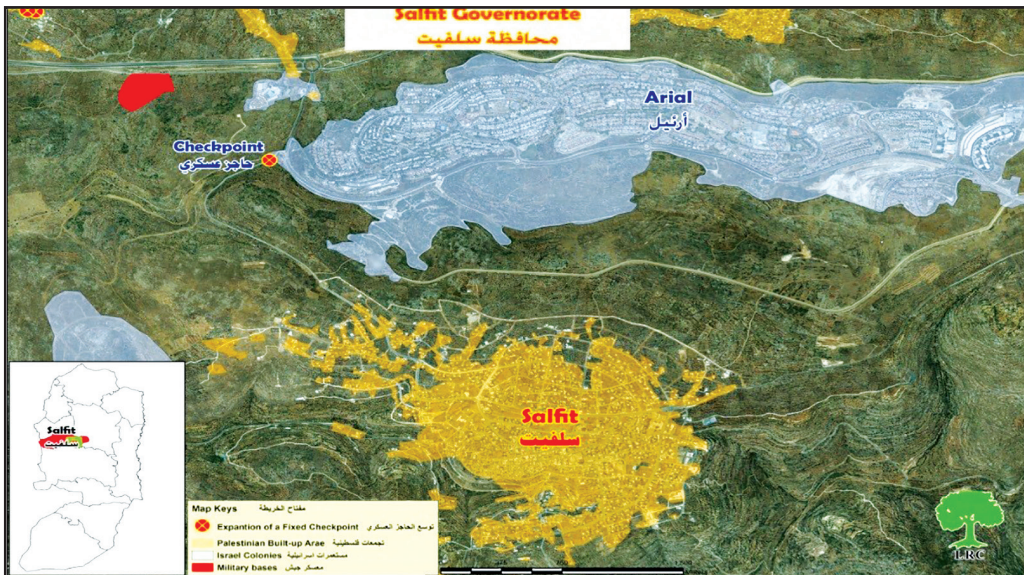 Salfit Governorate
محافظة سلفيت
Arial
أرئيل
Checkpoint
حاجز عسكري
Salfit
سلفيت
Salfit
سلفيت
Map Keys مفتاح الخريطة
Expantion of a Fixed Checkpoint توسع الحاجز العسكري
Palestinian Built-up Arae تجمعات فلسطينية
Israel Colonies مستعمرات اسرائيلية
Military bases معسكر جيش
LRC